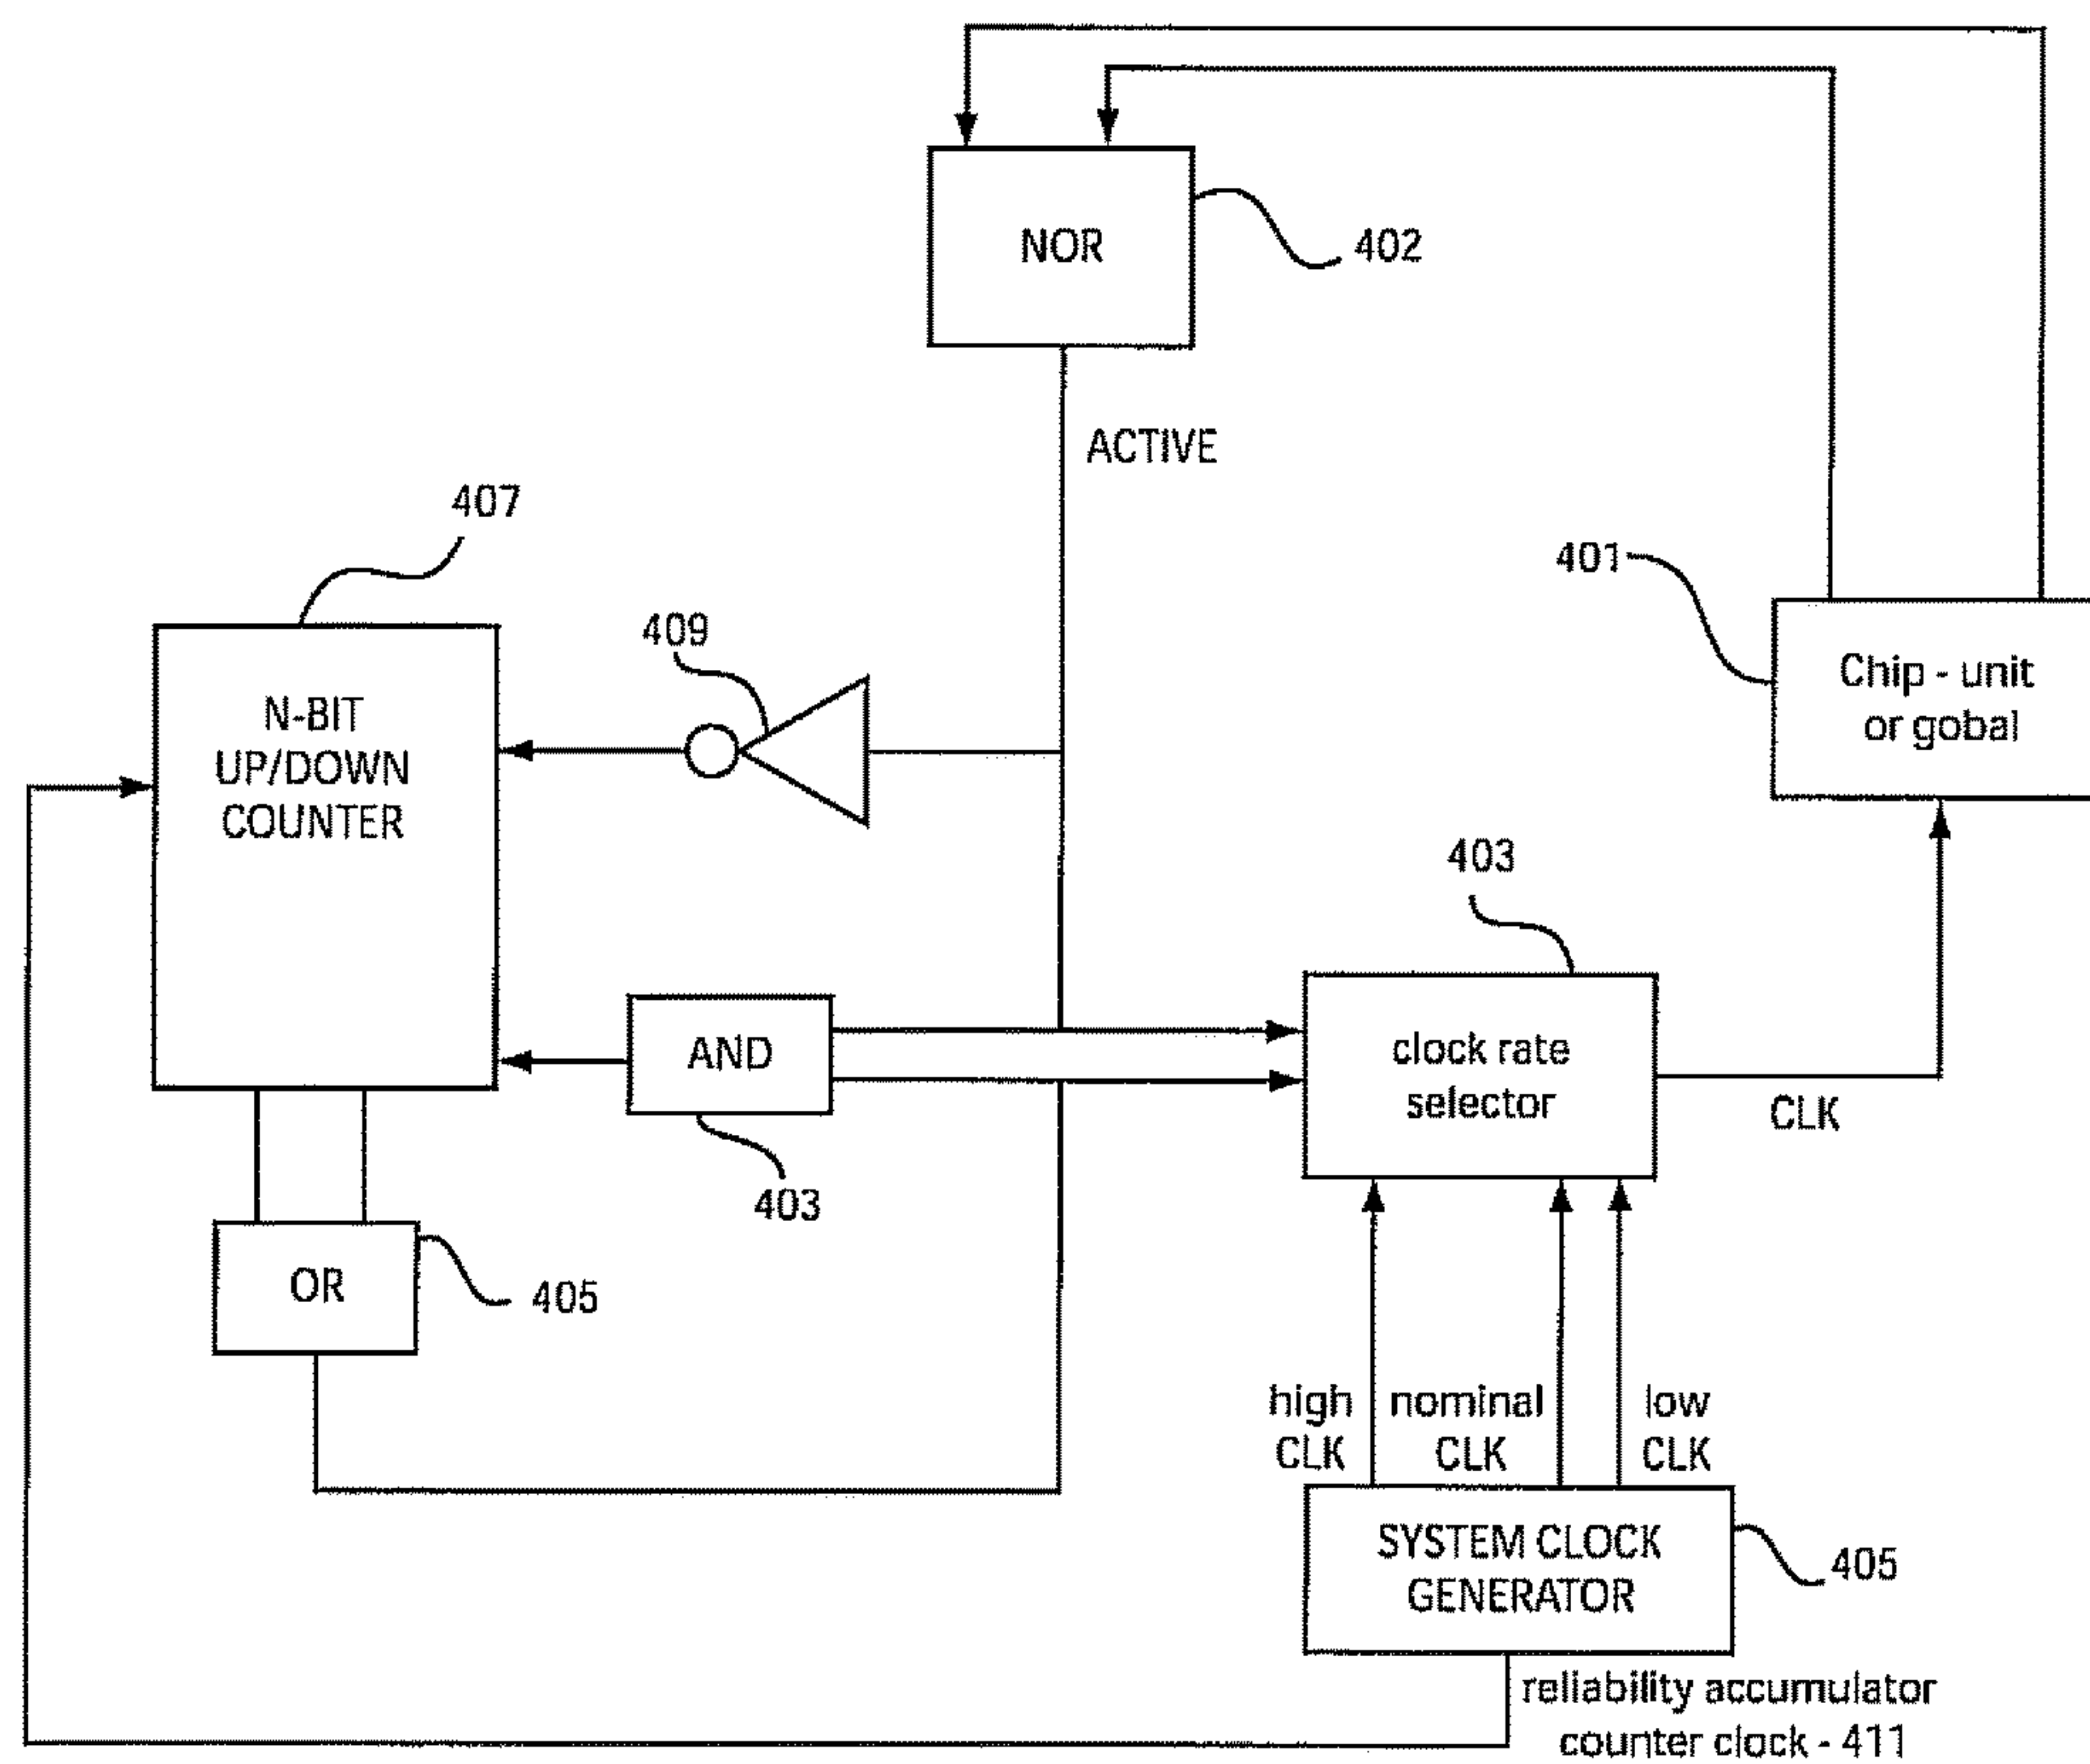 NOR
402
ACTIVE
407
401
409
Chip - unit
or gobal
N-BIT
UP/DOWN
COUNTER
403
AND
clock rate
selector
CLK
403
OR
405
high
CLK
nominal
CLK
low
CLK
SYSTEM CLOCK
GENERATOR
405
reliability accumulator
counter clock - 411